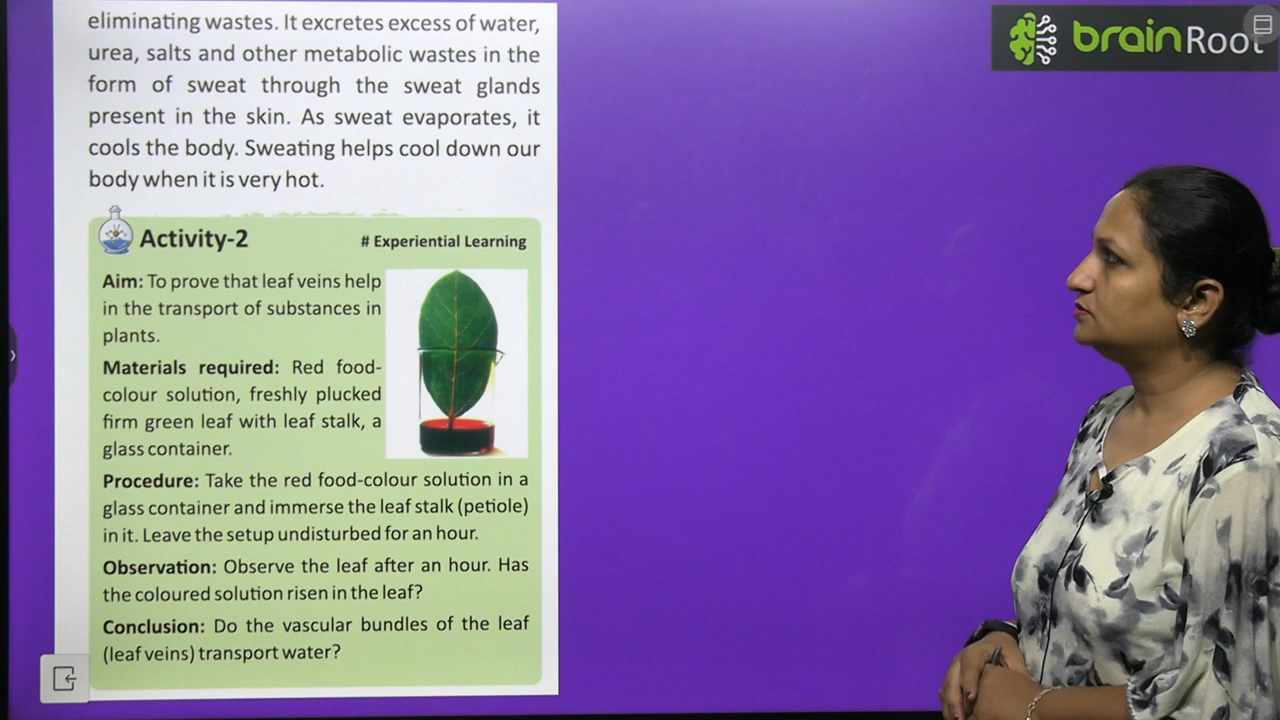 eliminating wastes. It excretes excess of water,
urea, salts and other metabolic wastes in the
form of sweat through the sweat glands
present in the skin. As sweat evaporates, it
cools the body. Sweating helps cool down our
body when it is very hot.
Activity-2
# Experiential Learning
Aim: To prove that leaf veins help
in the transport of substances in
plants.
Materials required: Red food-
colour solution, freshly plucked
firm green leaf with leaf stalk, a
glass container.
Procedure: Take the red food-colour solution in a
glass container and immerse the leaf stalk (petiole)
in it. Leave the setup undisturbed for an hour.
Observation: Observe the leaf after an hour. Has
the coloured solution risen in the leaf?
Conclusion: Do the vascular bundles of the leaf
(leaf veins) transport water?
brain Root